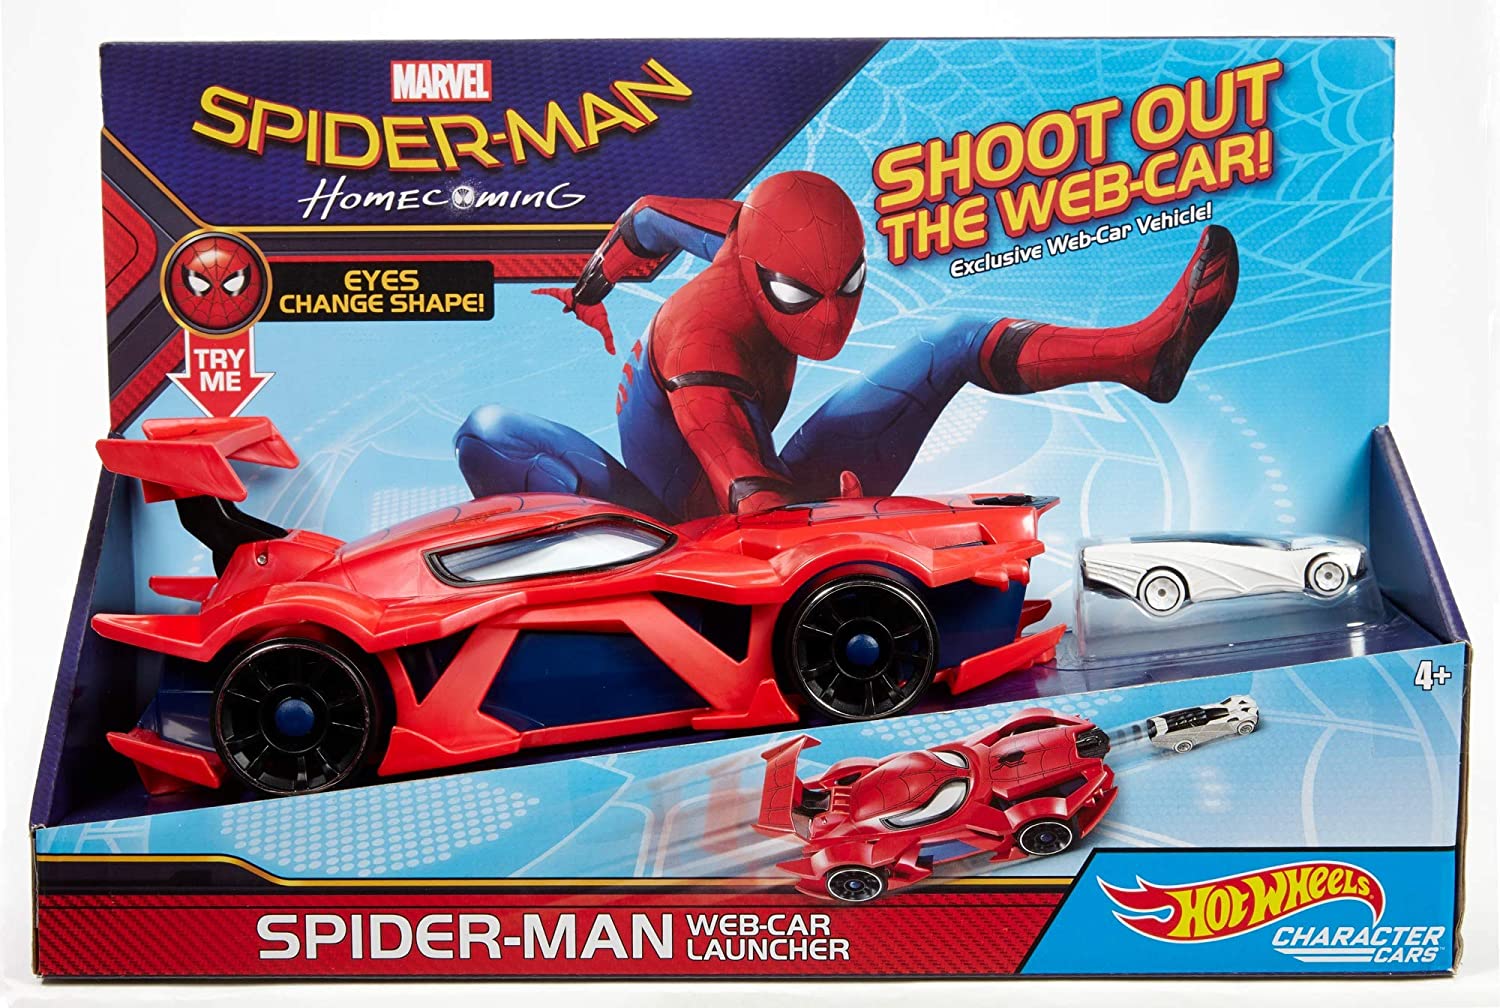 MARVEL
SPIDER-MAN
HOMECOMING
EYES
CHANGE SHAPE!
TRY
ME
SHOOT OUT
THE WEB-CAR!
Exclusive Web-Car Vehicle!
4+
SPIDER-MAN
WEB-CAR
LAUNCHER
HOT WHEELS
CHARACTER
CARS™